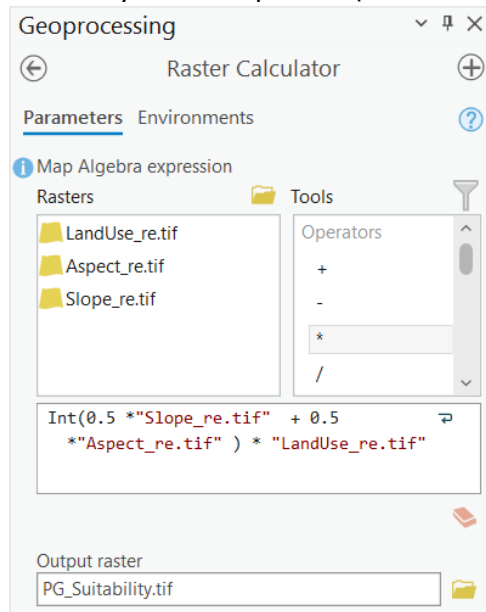 Geoprocessing
Raster Calculator
Parameters Environments
Map Algebra expression
Rasters Tools
LandUse_re.tif
Aspect_re.tif
Slope_re.tif
Operators
+
-
*
/
Int(0.5 *"Slope_re.tif" + 0.5
*"Aspect_re.tif" ) * "LandUse_re.tif"
Output raster
PG_Suitability.tif